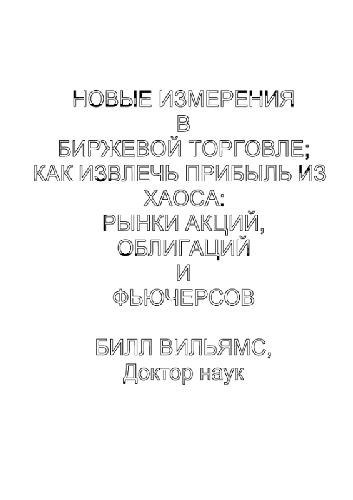 НОВЫЕ ИЗМЕРЕНИЯ
В
БИРЖЕВОЙ ТОРГОВЛЕ;
КАК ИЗВЛЕЧЬ ПРИБЫЛЬ ИЗ
ХАОСА:
РЫНКИ АКЦИЙ,
ОБЛИГАЦИЙ
И
ФЬЮЧЕРСОВ
БИЛЛ ВИЛЬЯМС,
Доктор наук